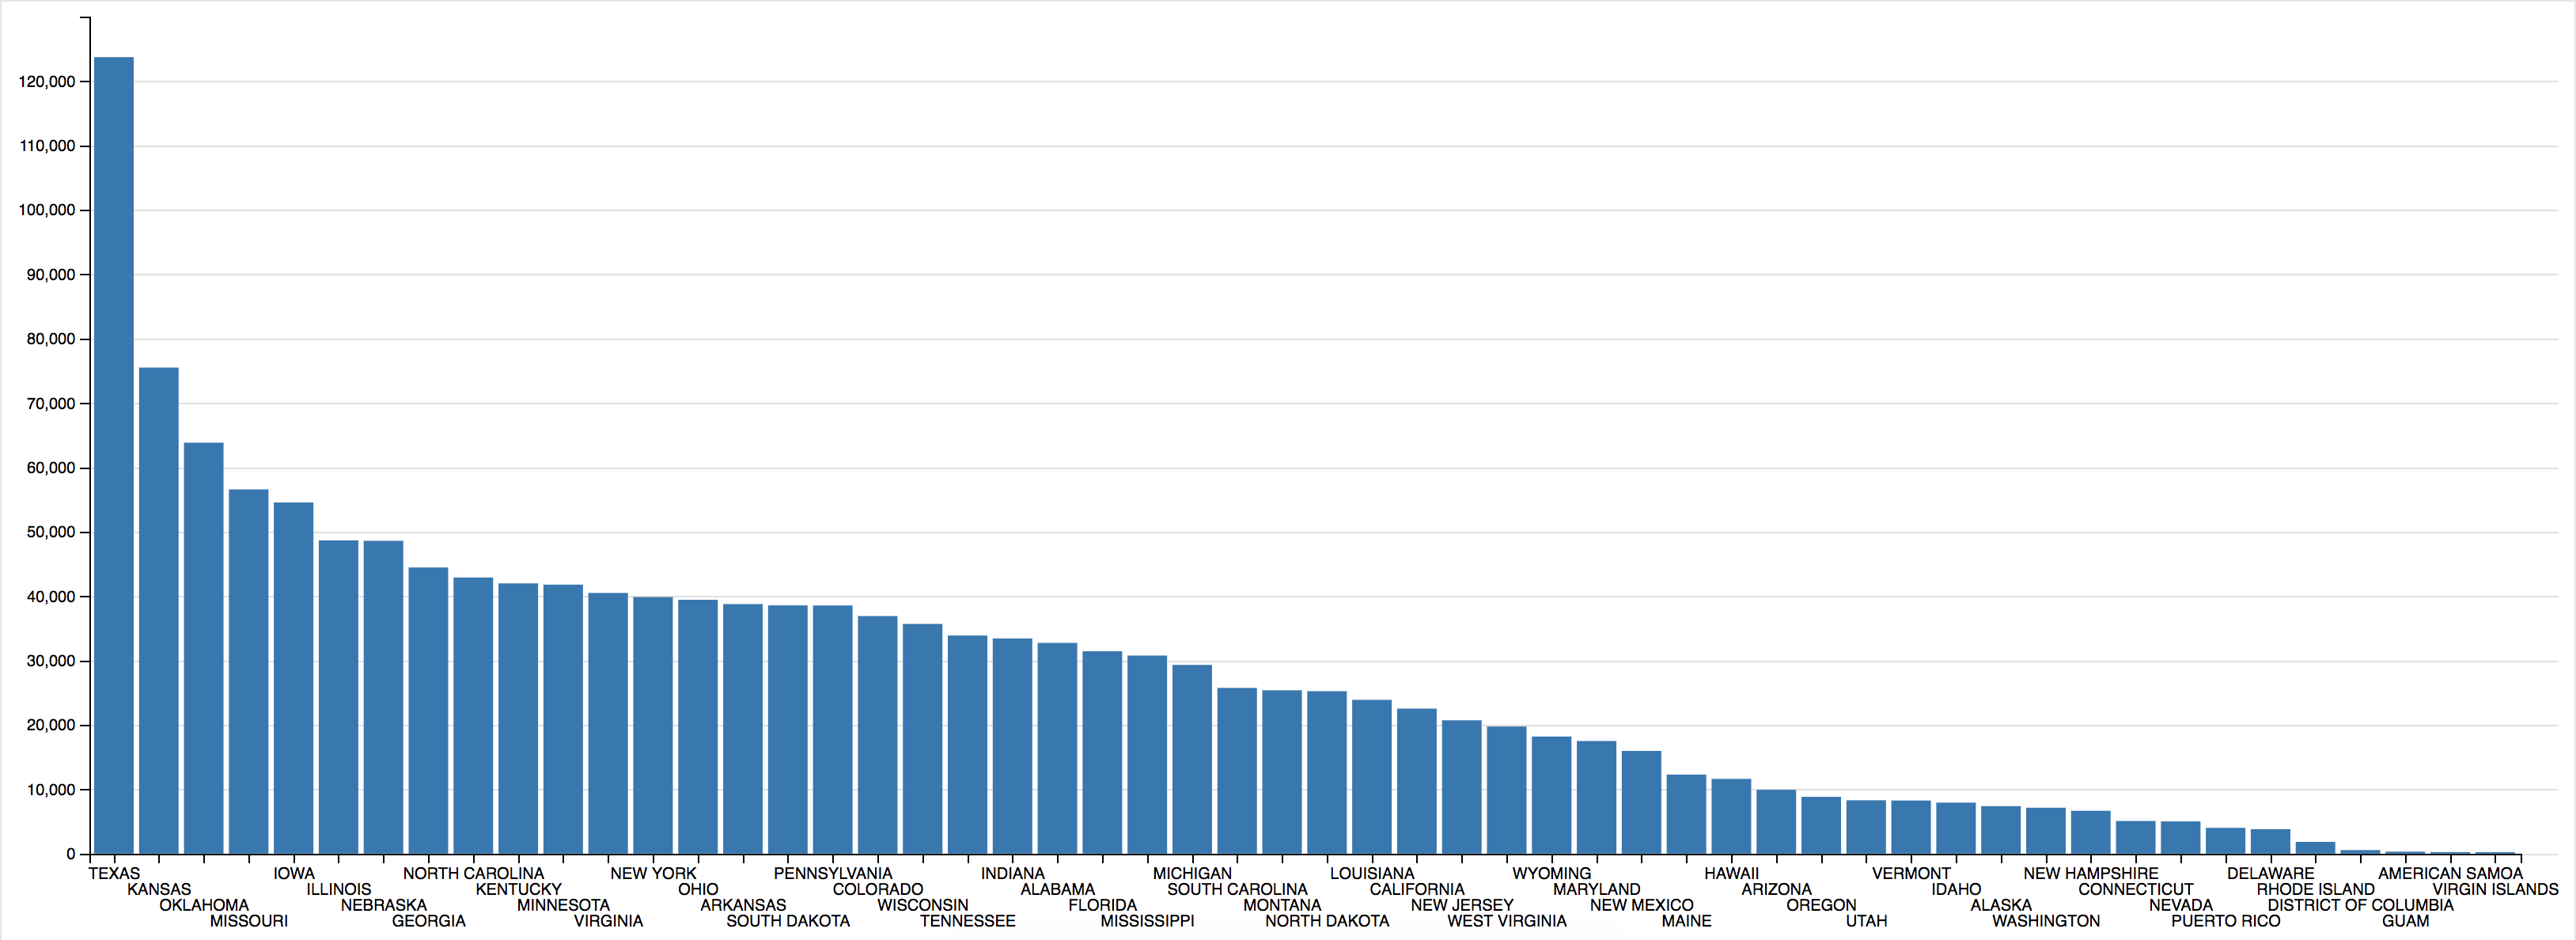 120,000
110,000
100,000
90,000
80,000
70,000
60,000
50,000
40,000
30,000
20,000
10,000
0
TEXAS
KANSAS
OKLAHOMA
MISSOURI
IOWA
ILLINOIS
NEBRASKA
GEORGIA
NORTH CAROLINA
KENTUCKY
MINNESOTA
VIRGINIA
NEW YORK
OHIO
ARKANSAS
SOUTH DAKOTA
PENNSYLVANIA
COLORADO
WISCONSIN
TENNESSEE
INDIANA
ALABAMA
FLORIDA
MISSISSIPPI
MICHIGAN
SOUTH CAROLINA
MONTANA
NORTH DAKOTA
LOUISIANA
CALIFORNIA
NEW JERSEY
WEST VIRGINIA
WYOMING
MARYLAND
NEW MEXICO
MAINE
HAWAII
ARIZONA
OREGON
UTAH
VERMONT
IDAHO
ALASKA
WASHINGTON
NEW HAMPSHIRE
CONNECTICUT
NEVADA
PUERTO RICO
DELAWARE
RHODE ISLAND
DISTRICT OF COLUMBIA
GUAM
AMERICAN SAMOA
VIRGIN ISLANDS